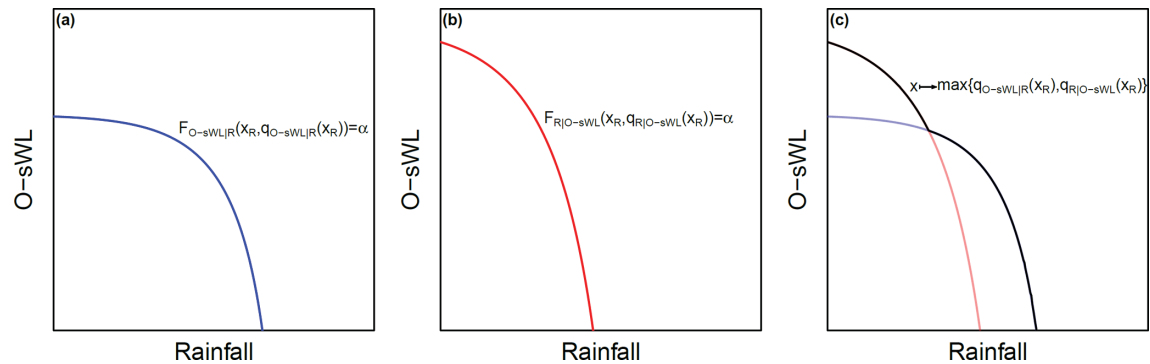 (a)
F_O−sWL|R(x_R,q_O−sWL|R(x_R))=α
O−sWL
Rainfall
(b)
F_R|O−sWL(x_R,q_R|O−sWL(x_R))=α
O−sWL
Rainfall
(c)
x↦max{q_O−sWL|R(x_R),q_R|O−sWL(x_R)}
O−sWL
Rainfall